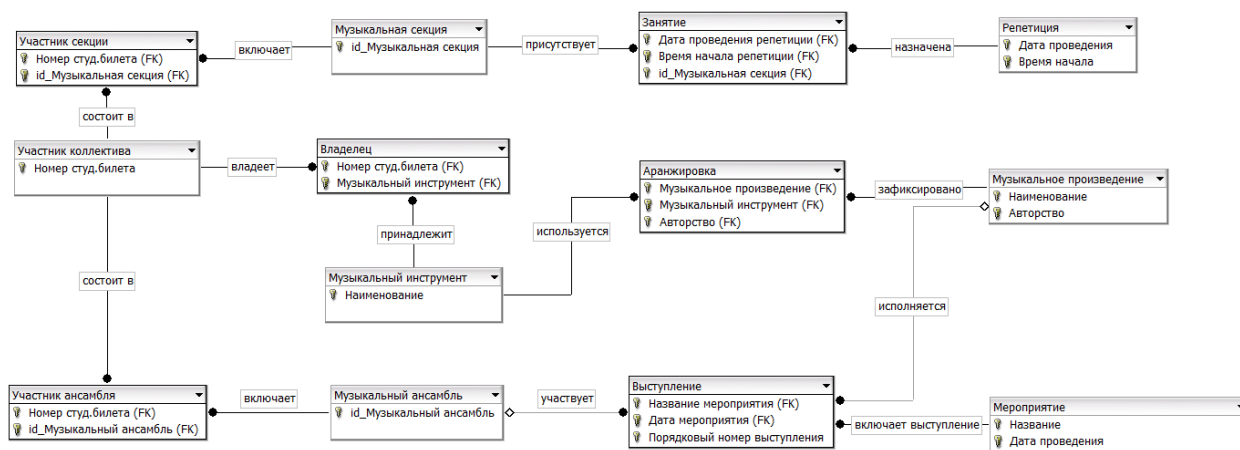 Участник секции
Номер студ.билета (FK)
id_Музыкальная секция (FK)
включает
Музыкальная секция
id_Музыкальная секция
присутствует
Занятие
Дата проведения репетиции (FK)
Время начала репетиции (FK)
id_Музыкальная секция (FK)
назначена
Репетиция
Дата проведения
Время начала
состоит в
Участник коллектива
Номер студ.билета
владеет
Владелец
Номер студ.билета (FK)
Музыкальный инструмент (FK)
Аранжировка
Музыкальное произведение (FK)
Музыкальный инструмент (FK)
Авторство (FK)
зафиксировано
Музыкальное произведение
Наименование
Авторство
принадлежит
используется
Музыкальный инструмент
Наименование
состоит в
исполняется
Участник ансамбля
Номер студ.билета (FK)
id_Музыкальный ансамбль (FK)
включает
Музыкальный ансамбль
id_Музыкальный ансамбль
участвует
Выступление
Название мероприятия (FK)
Дата мероприятия (FK)
Порядковый номер выступления
включает выступление
Мероприятие
Название
Дата проведения